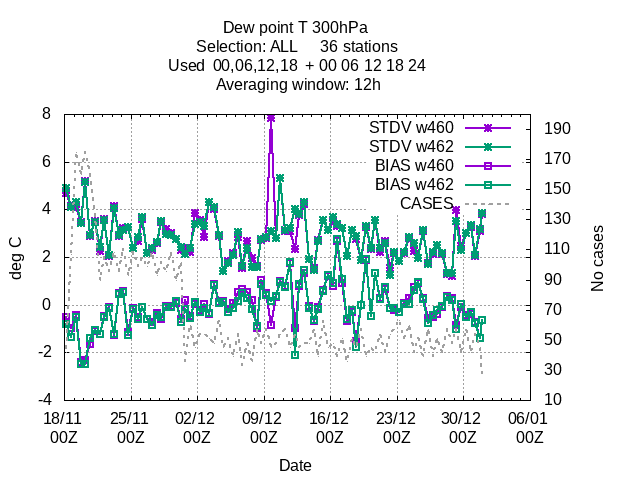 Dew point T 300hPa
Selection: ALL 36 stations
Used 00,06,12,18 + 00 06 12 18 24
Averaging window: 12h
STDV w460
STDV w462
BIAS w460
BIAS w462
CASES
8
6
4
2
0
-2
-4
deg C
190
170
150
130
110
90
70
50
30
10
No cases
18/11 25/11 02/12 09/12 16/12 23/12 30/12 06/01
00Z 00Z 00Z 00Z 00Z 00Z 00Z 00Z
Date